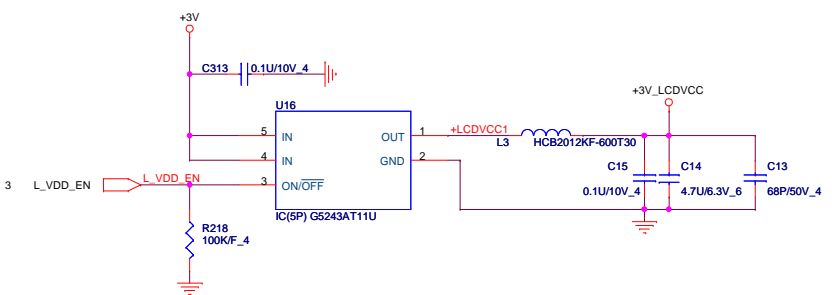 +3V
C313 0.1U/10V_4
+3V_LCDVCC
U16
5 IN OUT 1 +LCDVCC1
L3 HCB2012KF-600T30
4 IN GND 2
C15 C14 C13
3 L_VDD_EN L_VDD_EN 3 ON/OFF
0.1U/10V_4 4.7U/6.3V_6 68P/50V_4
IC(5P) G5243AT11U
R218
100K/F_4